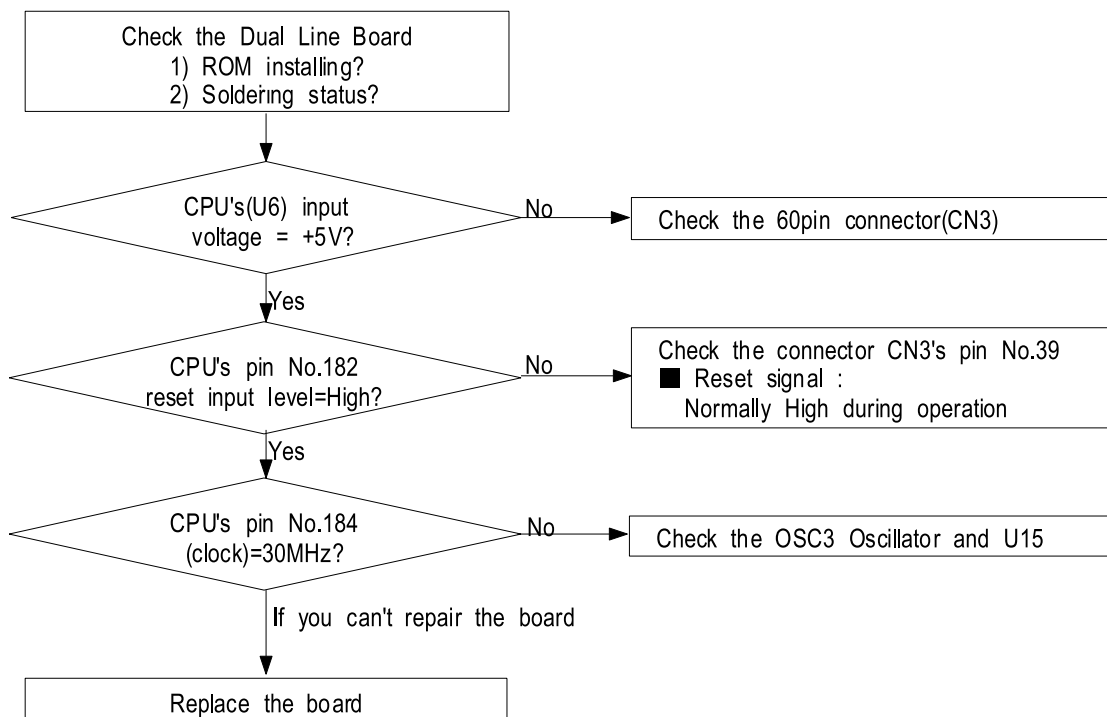 Check the Dual Line Board
1) ROM installing?
2) Soldering status?
CPU's(U6) input
voltage = +5V?
No
Check the 60pin connector(CN3)
Yes
CPU's pin No.182
reset input level=High?
No
Check the connector CN3's pin No.39
■ Reset signal :
Normally High during operation
Yes
CPU's pin No.184
(clock)=30MHz?
No
Check the OSC3 Oscillator and U15
If you can't repair the board
Replace the board